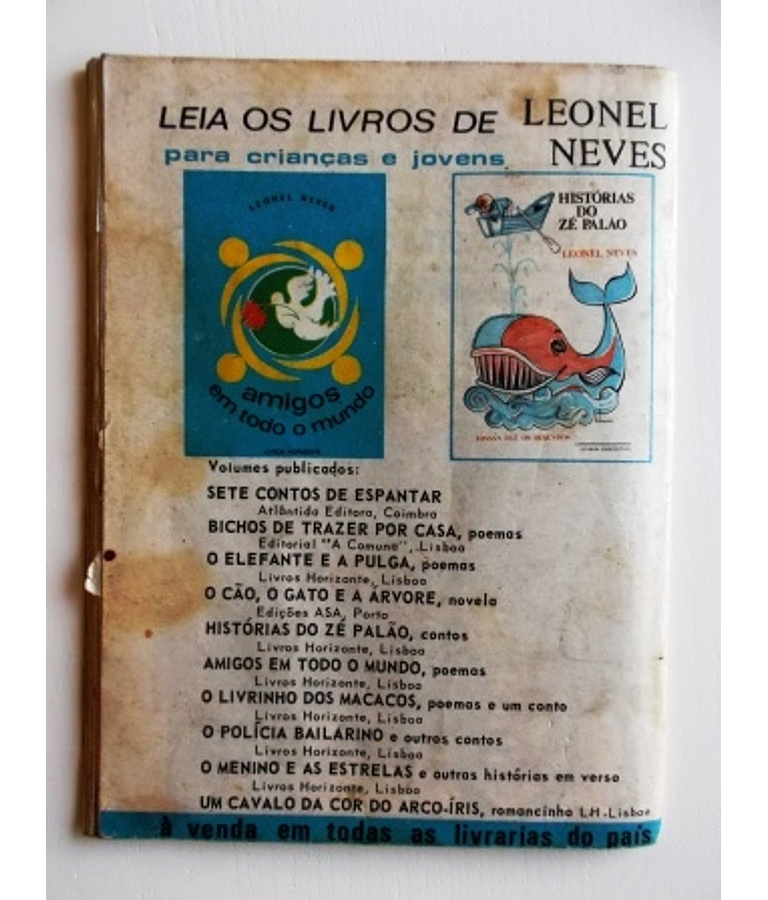 LEIA OS LIVROS DE LEONEL NEVES
para crianças e jovens
LEONEL NEVES
amigos
em todo o mundo
HISTÓRIAS
DO
ZÉ PALÃO
LEONEL NEVES
Volumes publicados:
SETE CONTOS DE ESPANTAR
Atlântida Editora, Coimbra
BICHOS DE TRAZER POR CASA, poemas
Editorial "A Comuna", Lisboa
O ELEFANTE E A PULGA, poemas
Livros Horizonte, Lisboa
O CÃO, O GATO E A ÁRVORE, novela
Edições ASA, Porto
HISTÓRIAS DO ZÉ PALÃO, contos
Livros Horizonte, Lisboa
AMIGOS EM TODO O MUNDO, poemas
Livros Horizonte, Lisboa
O LIVRINHO DOS MACACOS, poemas e um conto
Livros Horizonte, Lisboa
O POLÍCIA BAILARINO e outros contos
Livros Horizonte, Lisboa
O MENINO E AS ESTRELAS e outras histórias em verso
Livros Horizonte, Lisboa
UM CAVALO DA COR DO ARCO-ÍRIS, romancinho LH-Lisboa
à venda em todas as livrarias do país